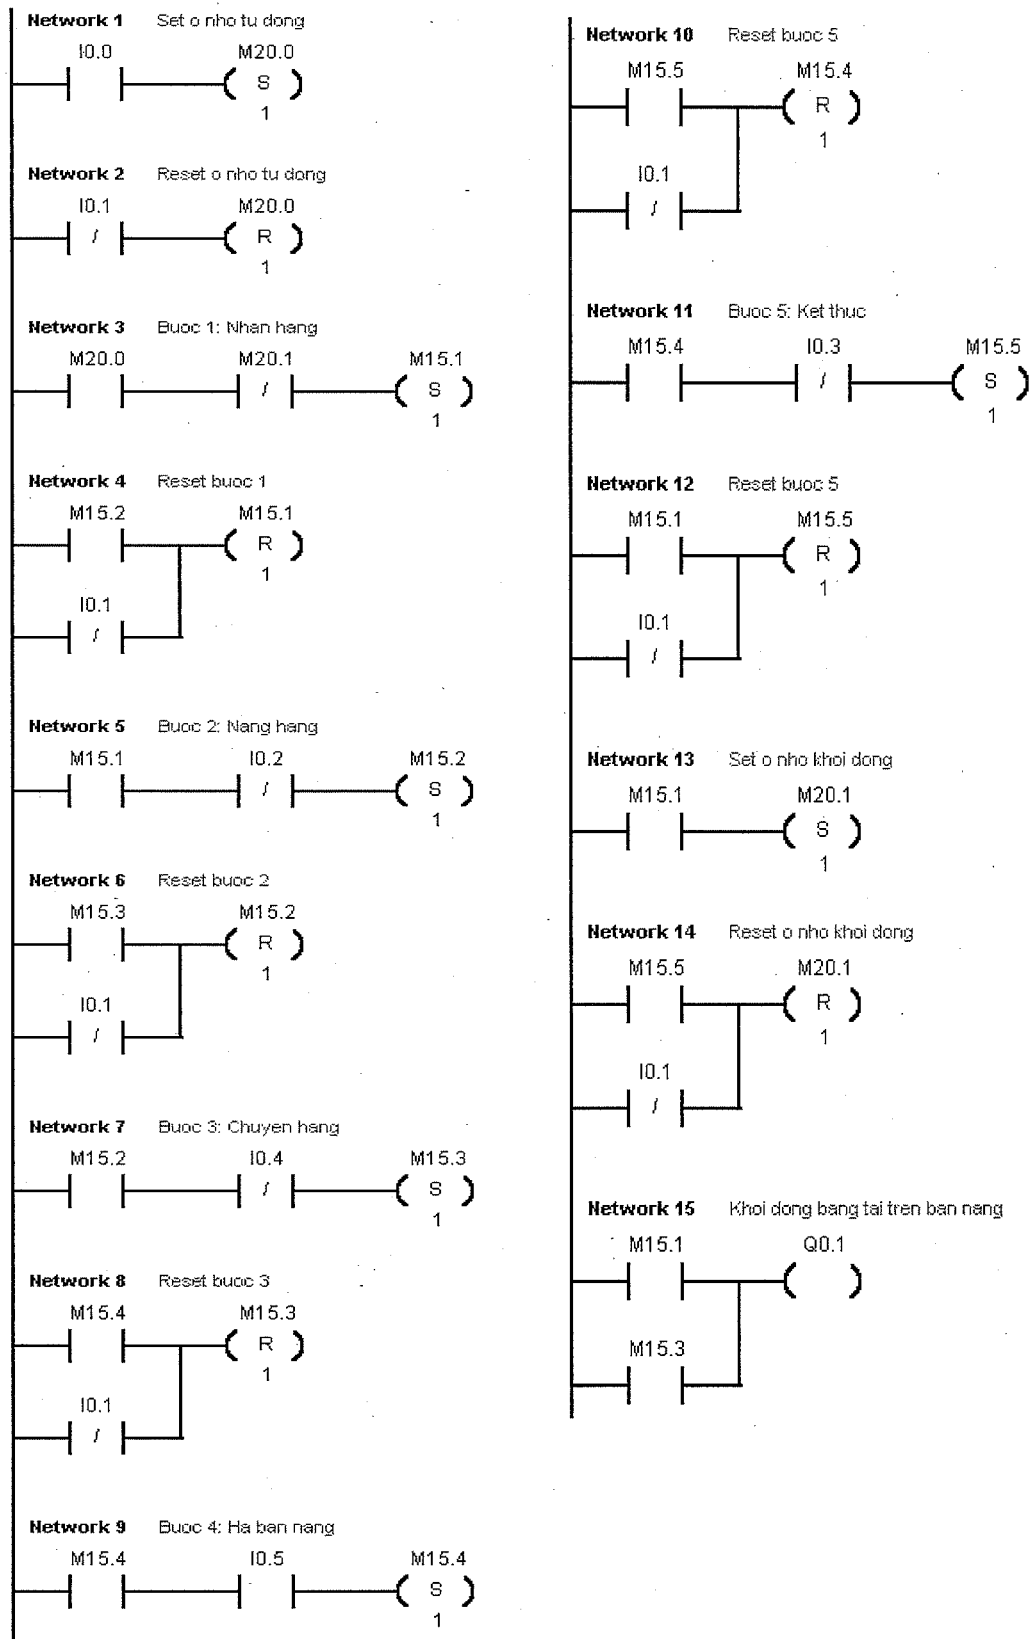 Network 1 Set o nho tu dong
I0.0 M20.0
S
1
Network 2 Reset o nho tu dong
I0.1 M20.0
/ R
1
Network 3 Buoc 1: Nhan hang
M20.0 M20.1 M15.1
/ S
1
Network 4 Reset buoc 1
M15.2 M15.1
R
1
I0.1
/
Network 5 Buoc 2: Nang hang
M15.1 I0.2 M15.2
/ S
1
Network 6 Reset buoc 2
M15.3 M15.2
R
1
I0.1
/
Network 7 Buoc 3: Chuyen hang
M15.2 I0.4 M15.3
/ S
1
Network 8 Reset buoc 3
M15.4 M15.3
R
1
I0.1
/
Network 9 Buoc 4: Ha ban nang
M15.4 I0.5 M15.4
S
1
Network 10 Reset buoc 5
M15.5 M15.4
R
1
I0.1
/
Network 11 Buoc 5: Ket thuc
M15.4 I0.3 M15.5
/ S
1
Network 12 Reset buoc 5
M15.1 M15.5
R
1
I0.1
/
Network 13 Set o nho khoi dong
M15.1 M20.1
S
1
Network 14 Reset o nho khoi dong
M15.5 M20.1
R
1
I0.1
/
Network 15 Khoi dong bang tai tren ban nang
M15.1 Q0.1
M15.3